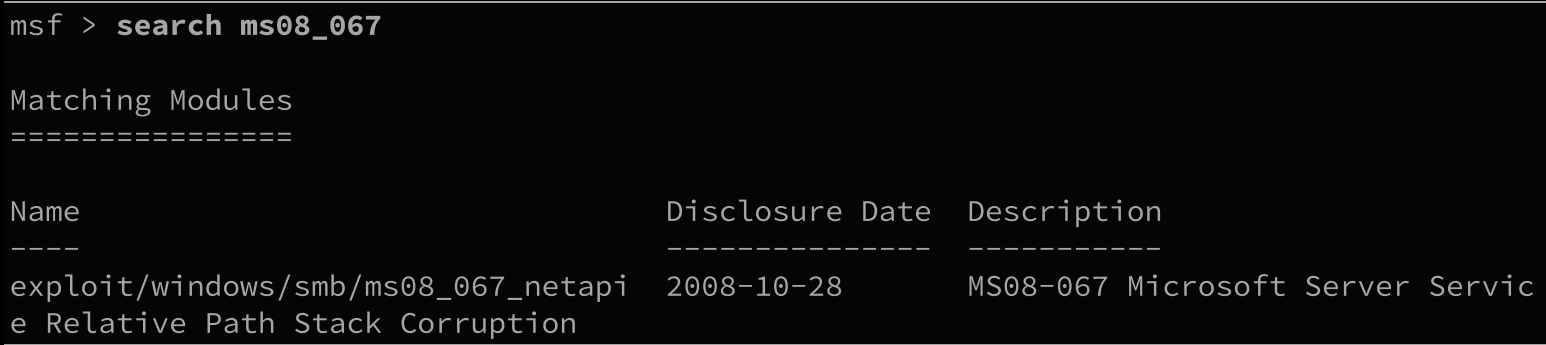 msf > search ms08_067
Matching Modules
================
Name Disclosure Date Description
---- --------------- -----------
exploit/windows/smb/ms08_067_netapi 2008-10-28 MS08-067 Microsoft Server Servic
e Relative Path Stack Corruption